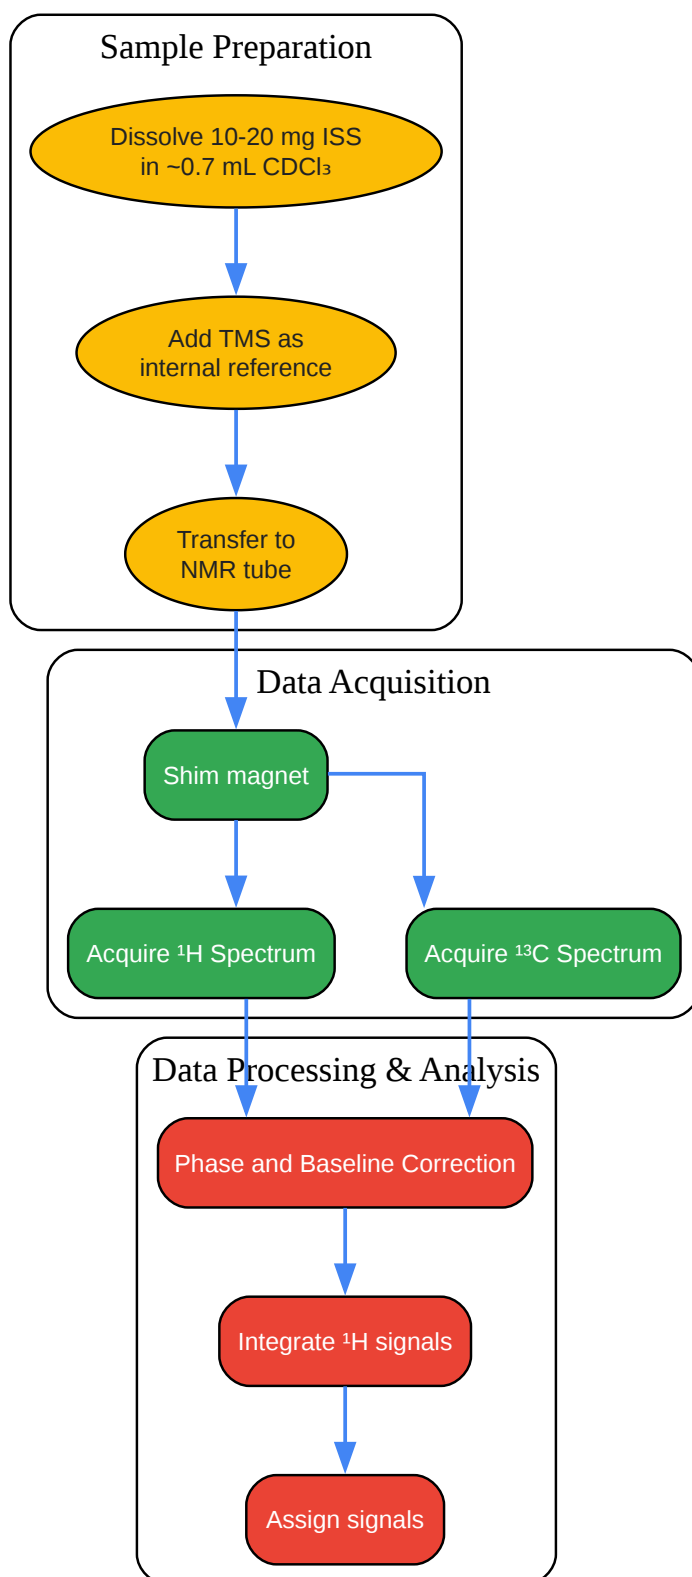 Sample Preparation
Dissolve 10-20 mg ISS
in ~0.7 mL CDCl₃
Add TMS as
internal reference
Transfer to
NMR tube
Data Acquisition
Shim magnet
Acquire ¹H Spectrum
Acquire ¹³C Spectrum
Data Processing & Analysis
Phase and Baseline Correction
Integrate ¹H signals
Assign signals